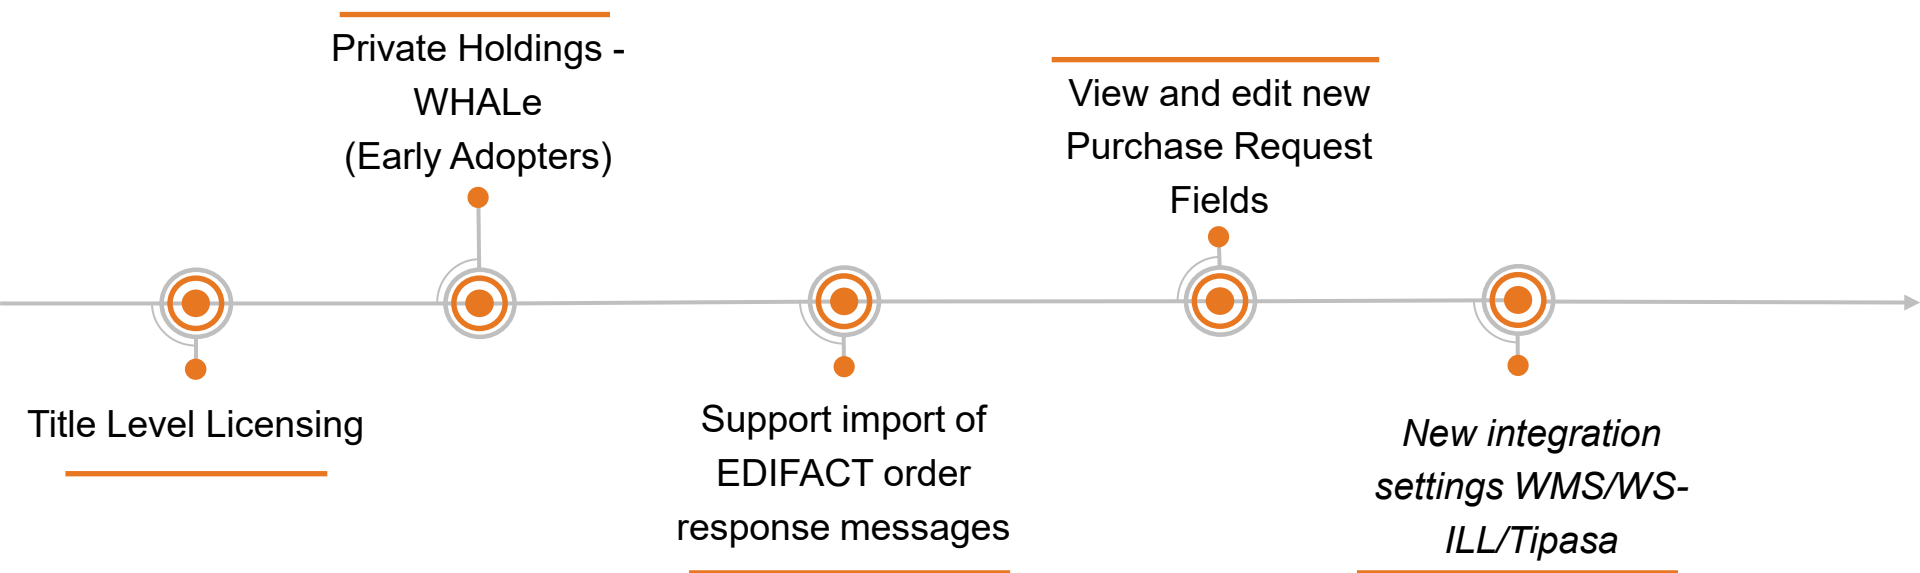 Private Holdings -
WHALe
(Early Adopters)
View and edit new
Purchase Request
Fields
Title Level Licensing
Support import of
EDIFACT order
response messages
New integration
settings WMS/WS-
ILL/Tipasa